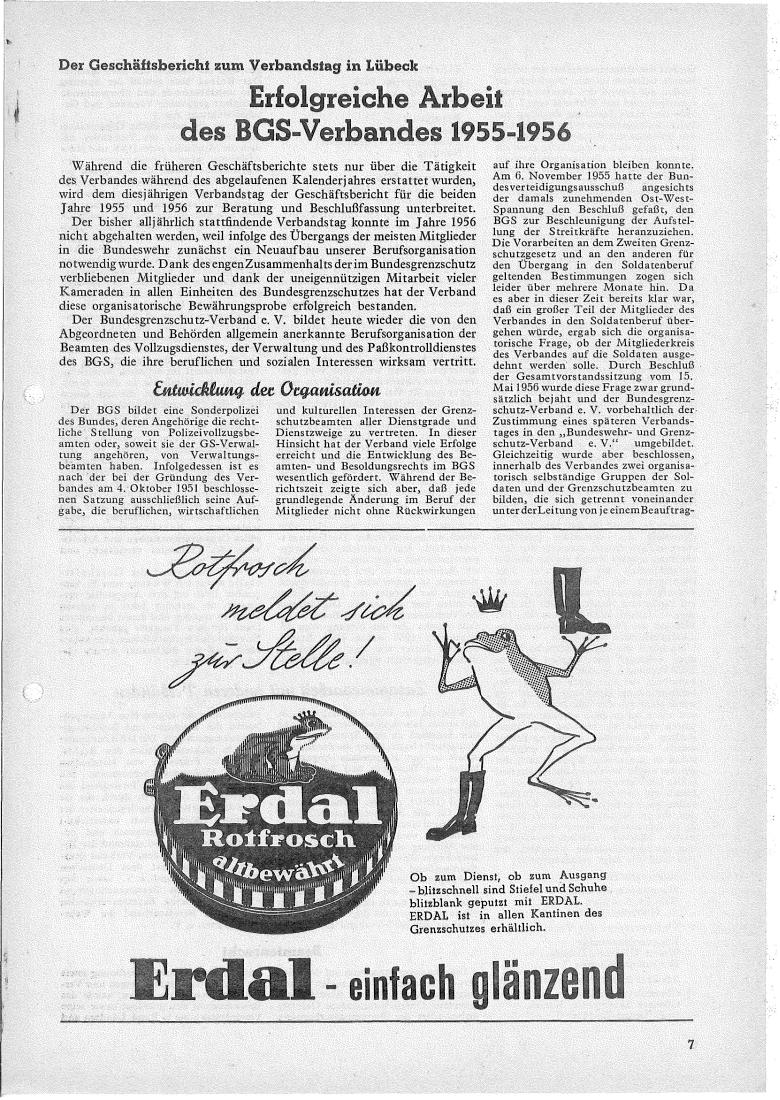 Der Geschäftsbericht zum Verbandstag in Lübeck
Erfolgreiche Arbeit
des BGS-Verbandes 1955-1956
Während die früheren Geschäftsberichte stets nur über die Tätigkeit
des Verbandes während des abgelaufenen Kalenderjahres erstattet wurden,
wird dem diesjährigen Verbandstag der Geschäftsbericht für die beiden
Jahre 1955 und 1956 zur Beratung und Beschlußfassung unterbreitet.
Der bisher alljährlich stattfindende Verbandstag konnte im Jahre 1956
nicht abgehalten werden, weil infolge des Übergangs der meisten Mitglieder
in die Bundeswehr zunächst ein Neuaufbau unserer Berufsorganisation
notwendig wurde. Dank des engen Zusammenhalts der im Bundesgrenzschutz
verbliebenen Mitglieder und dank der uneigennützigen Mitarbeit vieler
Kameraden in allen Einheiten des Bundesgrenzschutzes hat der Verband
diese organisatorische Bewährungsprobe erfolgreich bestanden.
Der Bundesgrenzschutz-Verband e. V. bildet heute wieder die von den
Abgeordneten und Behörden allgemein anerkannte Berufsorganisation der
Beamten des Vollzugsdienstes, der Verwaltung und des Paßkontrolldienstes
des BGS, die ihre beruflichen und sozialen Interessen wirksam vertritt.
Entwicklung der Organisation
Der BGS bildet eine Sonderpolizei
des Bundes, deren Angehörige die recht-
liche Stellung von Polizeivollzugsbe-
amten oder, soweit sie der GS-Verwal-
tung angehören, von Verwaltungs-
beamten haben. Infolgedessen ist es
nach der bei der Gründung des Ver-
bandes am 4. Oktober 1951 beschlosse-
nen Satzung ausschließlich seine Auf-
gabe, die beruflichen, wirtschaftlichen
und kulturellen Interessen der Grenz-
schutzbeamten aller Dienstgrade und
Dienstzweige zu vertreten. In dieser
Hinsicht hat der Verband viele Erfolge
erreicht und die Entwicklung des Be-
amten- und Besoldungsrechts im BGS
wesentlich gefördert. Während der Be-
richtszeit zeigte sich aber, daß jede
grundlegende Änderung im Beruf der
Mitglieder nicht ohne Rückwirkungen
auf ihre Organisation bleiben konnte.
Am 6. November 1955 hatte der Bun-
desverteidigungsausschuß angesichts
der damals zunehmenden Ost-West-
Spannung den Beschluß gefaßt, den
BGS zur Beschleunigung der Aufstel-
lung der Streitkräfte heranzuziehen.
Die Vorarbeiten an dem Zweiten Grenz-
schutzgesetz und an den anderen für
den Übergang in den Soldatenberuf
geltenden Bestimmungen zogen sich
leider über mehrere Monate hin. Da
es aber in dieser Zeit bereits klar war,
daß ein großer Teil der Mitglieder des
Verbandes in den Soldatenberuf über-
gehen würde, ergab sich die organisa-
torische Frage, ob der Mitgliederkreis
des Verbandes auf die Soldaten ausge-
dehnt werden solle. Durch Beschluß
der Gesamtvorstandssitzung vom 15.
Mai 1956 wurde diese Frage zwar grund-
sätzlich bejaht und der Bundesgrenz-
schutz-Verband e. V. vorbehaltlich der
Zustimmung eines späteren Verbands-
tages in den „Bundeswehr- und Grenz-
schutz-Verband e. V.“ umgebildet.
Gleichzeitig wurde aber beschlossen,
innerhalb des Verbandes zwei organisa-
torisch selbständige Gruppen der Sol-
daten und der Grenzschutzbeamten zu
bilden, die sich getrennt voneinander
unter der Leitung von je einem Beauftrag-
Rotfrosch
meldet sich
zur Stelle!
Erdal
Rotfrosch
altbewährt
Ob zum Dienst, ob zum Ausgang
– blitzschnell sind Stiefel und Schuhe
blitzblank geputzt mit ERDAL.
ERDAL ist in allen Kantinen des
Grenzschutzes erhältlich.
Erdal - einfach glänzend
7